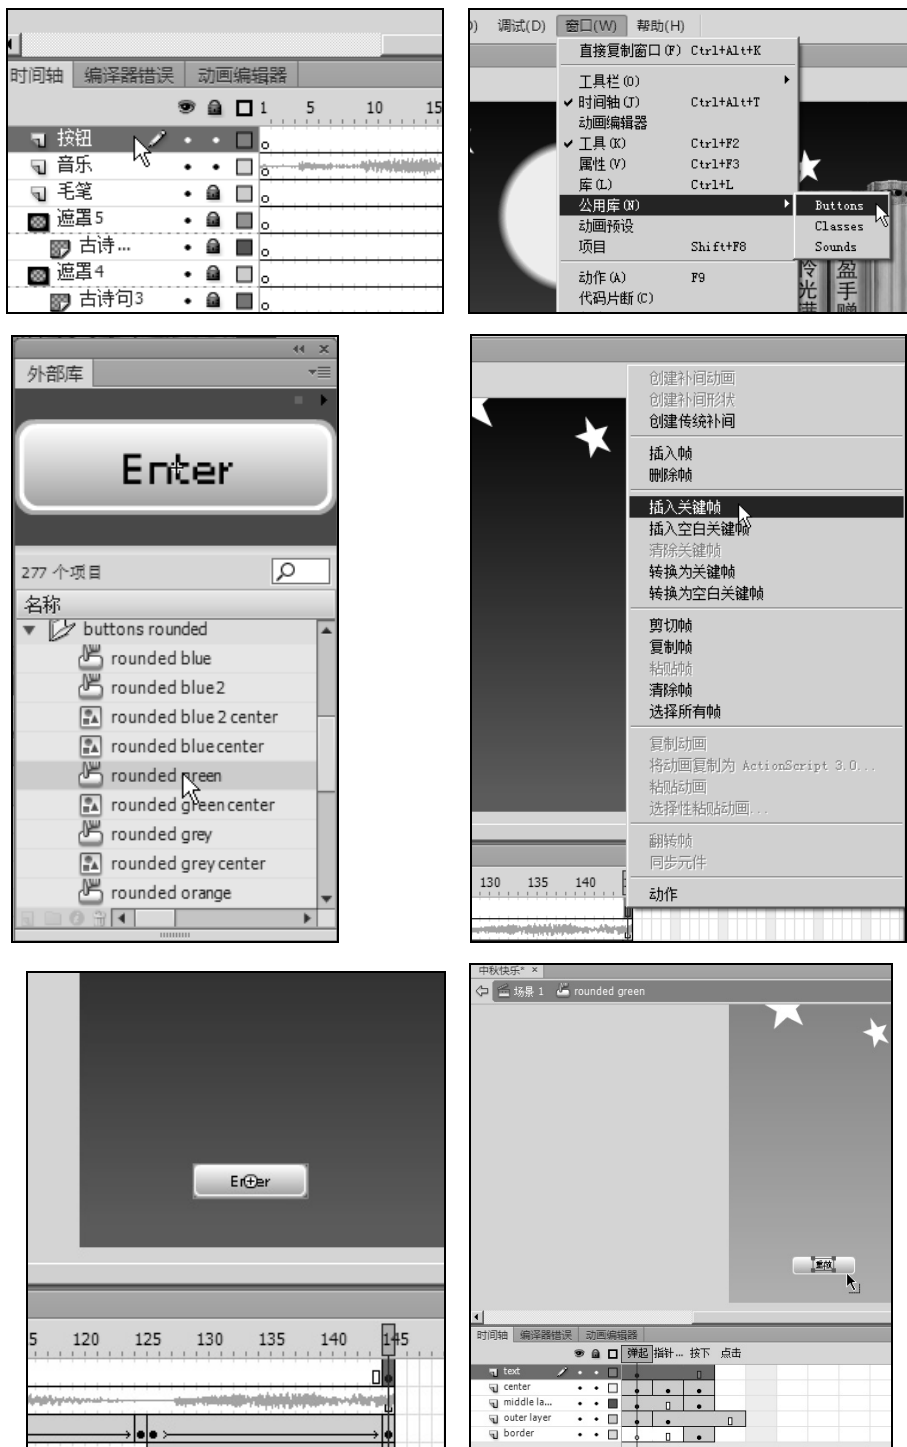 时间轴 编译器错误 动画编辑器
1 5 10 15
按钮
音乐
毛笔
遮罩5
古诗...
遮罩4
古诗句3
调试(D) 窗口(W) 帮助(H)
直接复制窗口(F) Ctrl+Alt+K
工具栏(O)
时间轴(J) Ctrl+Alt+T
动画编辑器
工具(K) Ctrl+F2
属性(V) Ctrl+F3
库(L) Ctrl+L
公用库(N)
动画预设
项目 Shift+F8
动作(A) F9
代码片断(C)
Buttons
Classes
Sounds
盈
光 手
赠
外部库
Enter
277 个项目
名称
buttons rounded
rounded blue
rounded blue 2
rounded blue 2 center
rounded blue center
rounded green
rounded green center
rounded grey
rounded grey center
rounded orange
创建补间动画
创建补间形状
创建传统补间
插入帧
删除帧
插入关键帧
插入空白关键帧
清除关键帧
转换为关键帧
转换为空白关键帧
剪切帧
复制帧
粘贴帧
清除帧
选择所有帧
复制动画
将动画复制为 ActionScript 3.0...
粘贴动画
选择性粘贴动画...
翻转帧
同步元件
动作
130 135 140
Enter
5 120 125 130 135 140 145
中秋快乐* ×
场景 1 rounded green
重放
时间轴 编译器错误 动画编辑器
弹起 指针... 按下 点击
text
center
middle la...
outer layer
border